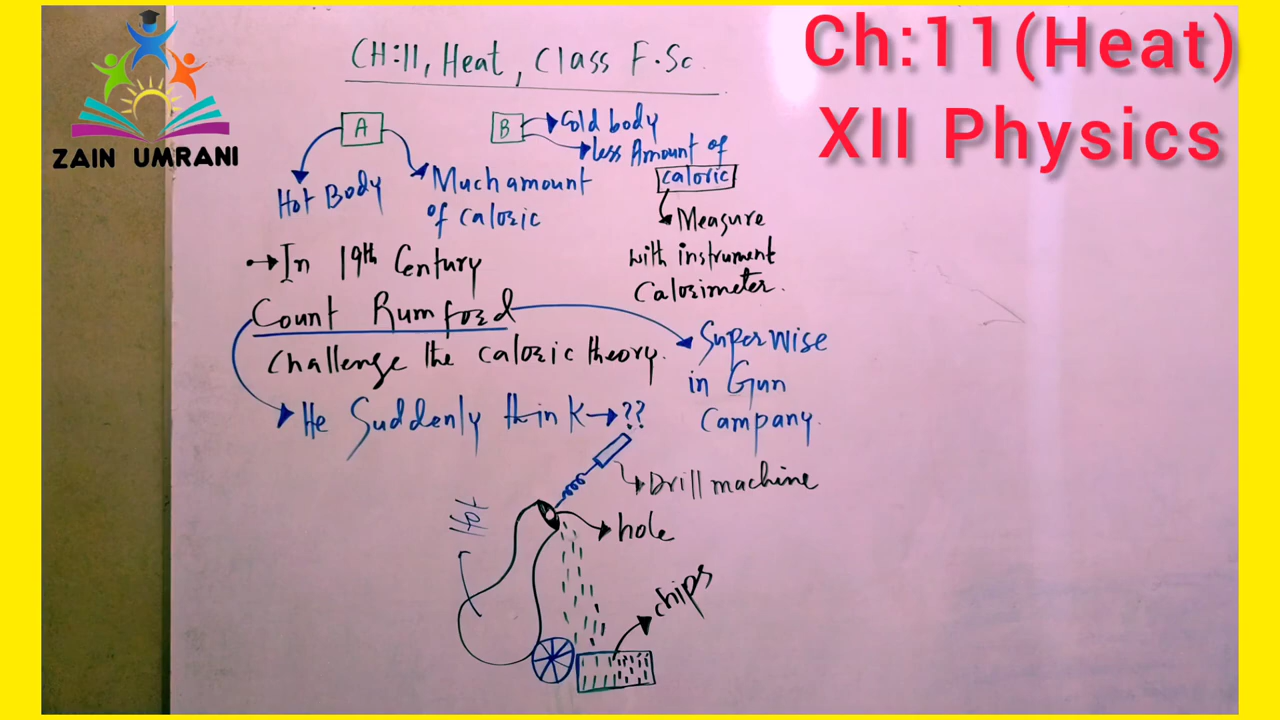 Ch:11(Heat)
XII Physics
ZAIN UMRANI
CH:11, Heat, Class F.Sc.
A
B
Cold body
less Amount of
caloric
Hot Body
Much amount
of caloric
Measure
with instrument
Calorimeter.
In 19th Century
Count Rumford
challenge the caloric theory.
Superwise
in Gun
Campany.
He Suddenly think ??
Drill machine
hole
chips